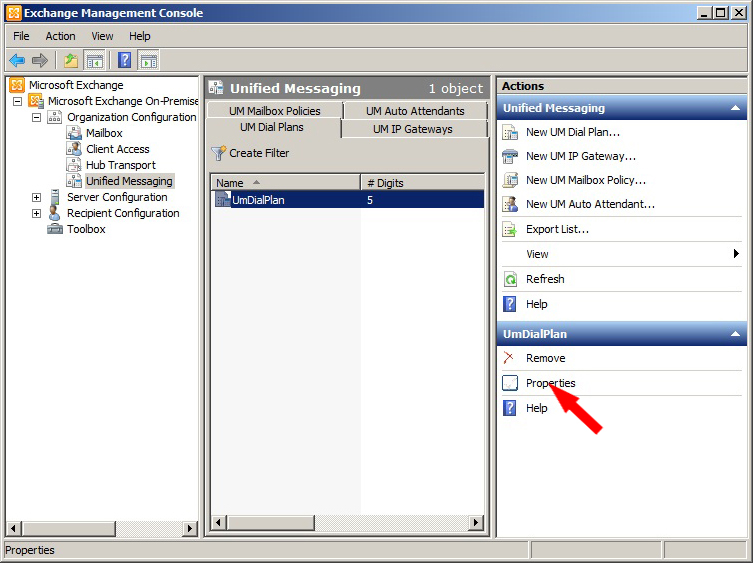 Exchange Management Console
File Action View Help
Microsoft Exchange
Microsoft Exchange On-Premise
Organization Configuration
Mailbox
Client Access
Hub Transport
Unified Messaging
Server Configuration
Recipient Configuration
Toolbox
Unified Messaging 1 object
UM Mailbox Policies UM Auto Attendants
UM Dial Plans UM IP Gateways
Create Filter
Name # Digits
UmDialPlan 5
Actions
Unified Messaging
New UM Dial Plan...
New UM IP Gateway...
New UM Mailbox Policy...
New UM Auto Attendant...
Export List...
View
Refresh
Help
UmDialPlan
Remove
Properties
Help
Properties